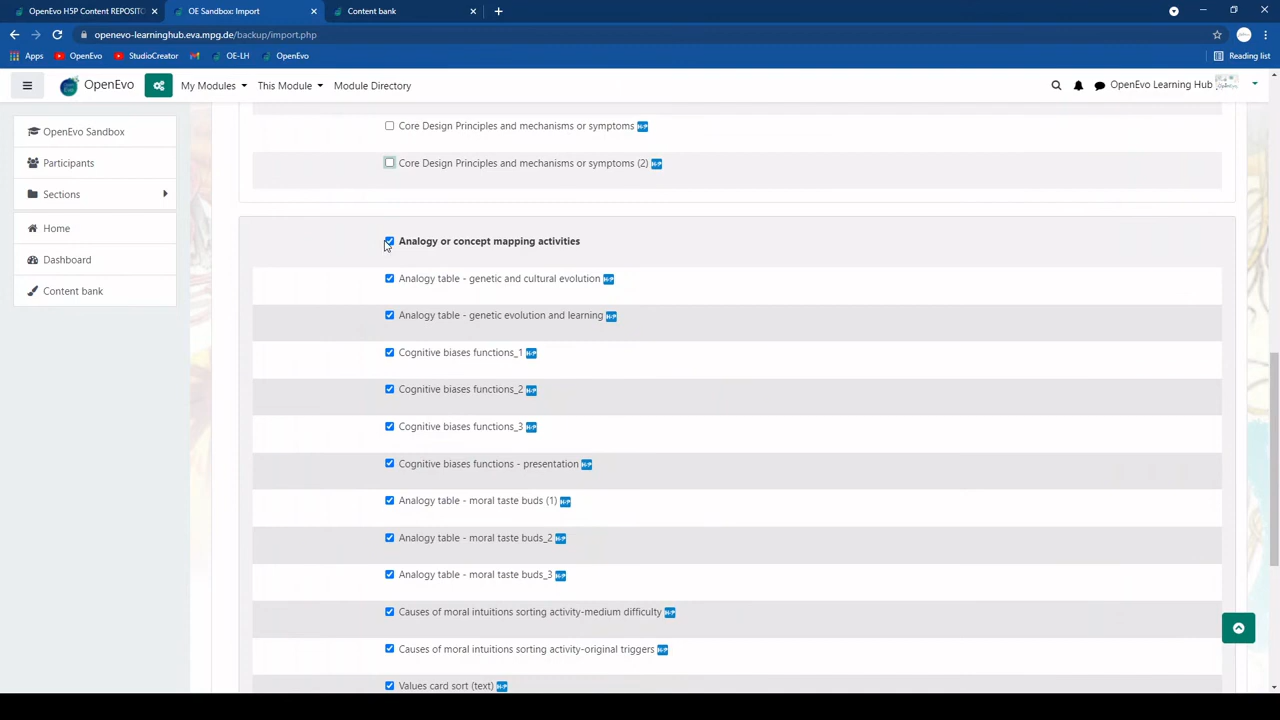 OpenEvo H5P Content REPOSITO
OE Sandbox: Import
Content bank
openevo-learninghub.eva.mpg.de/backup/import.php
Apps
OpenEvo
StudioCreator
OE-LH
OpenEvo
Reading list
OpenEvo
My Modules
This Module
Module Directory
OpenEvo Learning Hub
OpenEvo Sandbox
Participants
Sections
Home
Dashboard
Content bank
Core Design Principles and mechanisms or symptoms H-P
Core Design Principles and mechanisms or symptoms (2) H-P
Analogy or concept mapping activities
Analogy table - genetic and cultural evolution H-P
Analogy table - genetic evolution and learning H-P
Cognitive biases functions_1 H-P
Cognitive biases functions_2 H-P
Cognitive biases functions_3 H-P
Cognitive biases functions - presentation H-P
Analogy table - moral taste buds (1) H-P
Analogy table - moral taste buds_2 H-P
Analogy table - moral taste buds_3 H-P
Causes of moral intuitions sorting activity-medium difficulty H-P
Causes of moral intuitions sorting activity-original triggers H-P
Values card sort (text) H-P